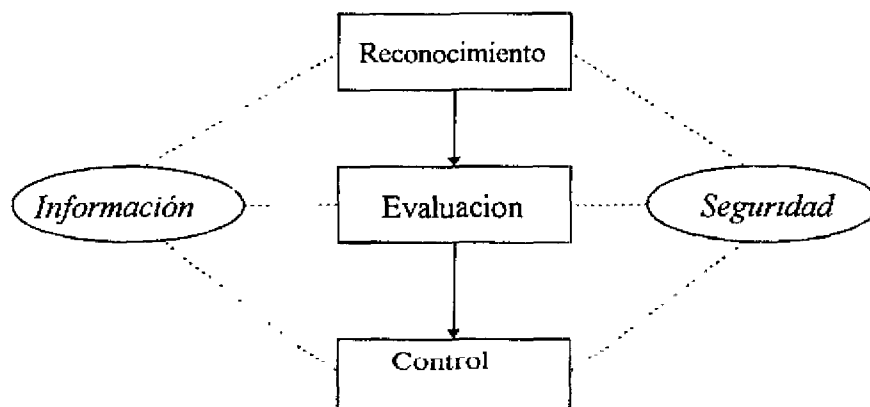 Reconocimiento
Información
Evaluacion
Seguridad
Control